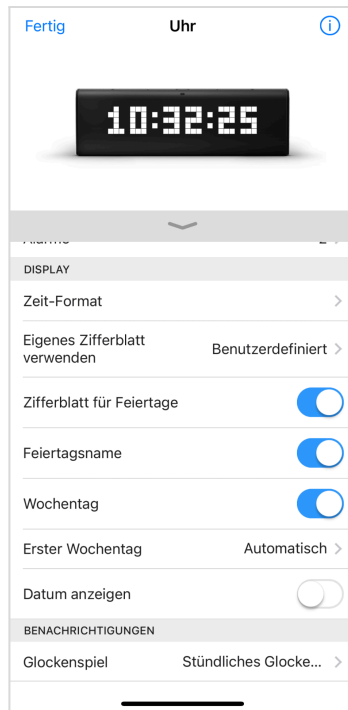 Fertig
Uhr
10:32:25
DISPLAY
Zeit-Format
Eigenes Zifferblatt
verwenden
Benutzerdefiniert
Zifferblatt für Feiertage
Feiertagsname
Wochentag
Erster Wochentag
Automatisch
Datum anzeigen
BENACHRICHTIGUNGEN
Glockenspiel
Stündliches Glocke...